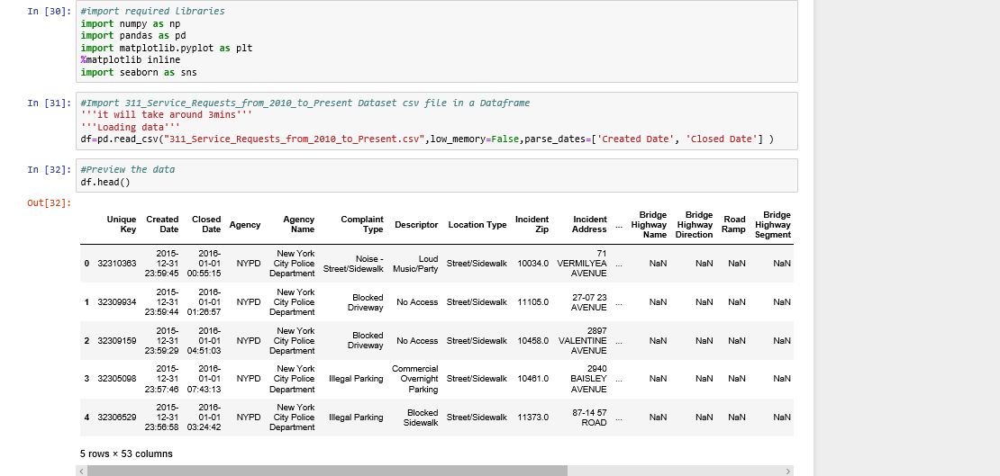 In [30]: #import required libraries
import numpy as np
import pandas as pd
import matplotlib.pyplot as plt
%matplotlib inline
import seaborn as sns
In [31]: #Import 311_Service_Requests_from_2010_to_Present Dataset csv file in a Dataframe
'''it will take around 3mins'''
'''Loading data'''
df=pd.read_csv("311_Service_Requests_from_2010_to_Present.csv",low_memory=False,parse_dates=['Created Date', 'Closed Date'] )
In [32]: #Preview the data
df.head()
Out[32]:
Unique Key Created Date Closed Date Agency Agency Name Complaint Type Descriptor Location Type Incident Zip Incident Address ... Bridge Highway Name Bridge Highway Direction Road Ramp Bridge Highway Segment
0 32310363 2015-12-31 23:59:45 2016-01-01 00:55:15 NYPD New York City Police Department Noise - Street/Sidewalk Loud Music/Party Street/Sidewalk 10034.0 71 VERMILYEA AVENUE ... NaN NaN NaN NaN
1 32309934 2015-12-31 23:59:44 2016-01-01 01:26:57 NYPD New York City Police Department Blocked Driveway No Access Street/Sidewalk 11105.0 27-07 23 AVENUE ... NaN NaN NaN NaN
2 32309159 2015-12-31 23:59:29 2016-01-01 04:51:03 NYPD New York City Police Department Blocked Driveway No Access Street/Sidewalk 10458.0 2897 VALENTINE AVENUE ... NaN NaN NaN NaN
3 32305098 2015-12-31 23:57:46 2016-01-01 07:43:13 NYPD New York City Police Department Illegal Parking Commercial Overnight Parking Street/Sidewalk 10461.0 2940 BAISLEY AVENUE ... NaN NaN NaN NaN
4 32306529 2015-12-31 23:56:58 2016-01-01 03:24:42 NYPD New York City Police Department Illegal Parking Blocked Sidewalk Street/Sidewalk 11373.0 87-14 57 ROAD ... NaN NaN NaN NaN
5 rows × 53 columns